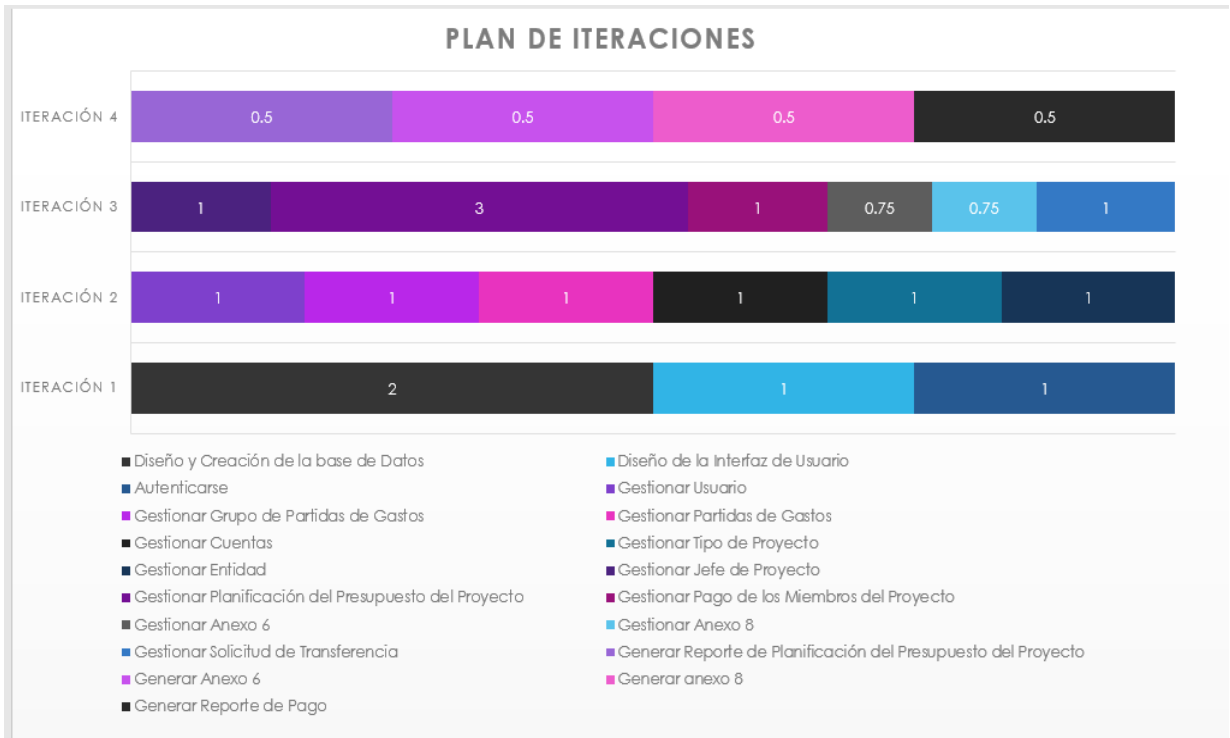 PLAN DE ITERACIONES
ITERACIÓN 4
0.5 0.5 0.5 0.5
ITERACIÓN 3
1 3 1 0.75 0.75 1
ITERACIÓN 2
1 1 1 1 1 1
ITERACIÓN 1
2 1 1
Diseño y Creación de la base de Datos
Diseño de la Interfaz de Usuario
Autenticarse
Gestionar Usuario
Gestionar Grupo de Partidas de Gastos
Gestionar Partidas de Gastos
Gestionar Cuentas
Gestionar Tipo de Proyecto
Gestionar Entidad
Gestionar Jefe de Proyecto
Gestionar Planificación del Presupuesto del Proyecto
Gestionar Pago de los Miembros del Proyecto
Gestionar Anexo 6
Gestionar Anexo 8
Gestionar Solicitud de Transferencia
Generar Reporte de Planificación del Presupuesto del Proyecto
Generar Anexo 6
Generar anexo 8
Generar Reporte de Pago